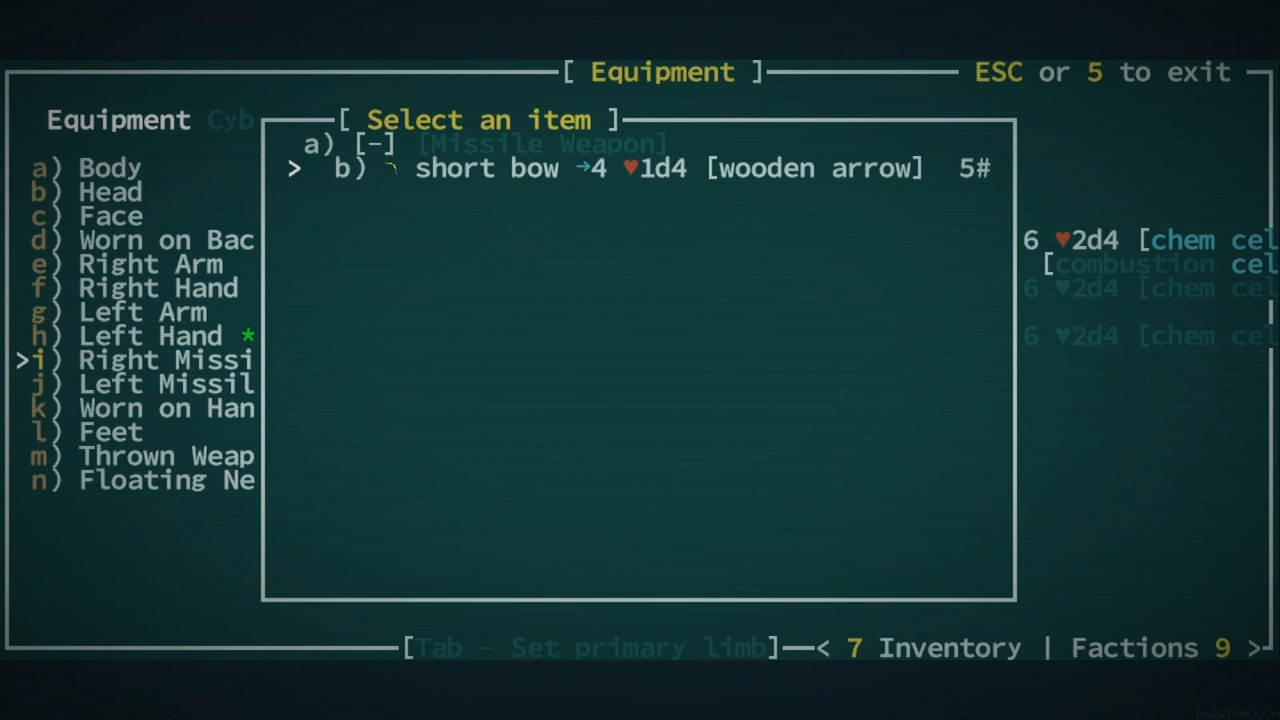 [ Equipment ] ESC or 5 to exit
Equipment Cyb [ Select an item ]
a) [-] [Missile Weapon]
a) Body > b) short bow →4 ♥1d4 [wooden arrow] 5#
b) Head
c) Face
d) Worn on Bac 6 ♥2d4 [chem cel
e) Right Arm [combustion cel
f) Right Hand 6 ♥2d4 [chem cel
g) Left Arm
h) Left Hand * 6 ♥2d4 [chem cel
>i) Right Missi
j) Left Missil
k) Worn on Han
l) Feet
m) Thrown Weap
n) Floating Ne
[Tab - Set primary limb] < 7 Inventory | Factions 9 >